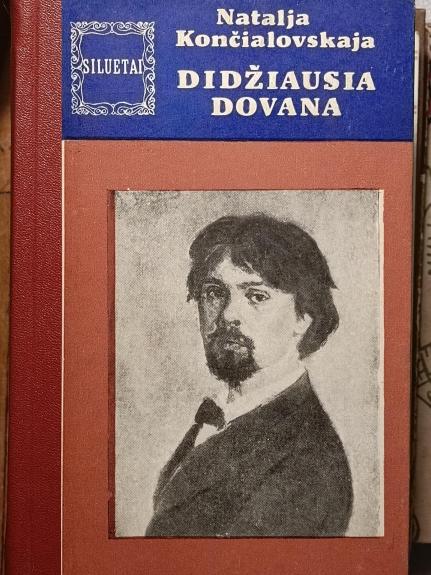 Natalja
Končialovskaja
SILUETAI
DIDŽIAUSIA
DOVANA